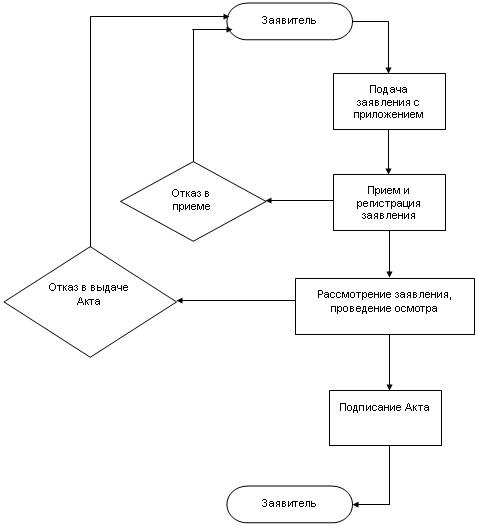 Заявитель
Подача
заявления с
приложением
Отказ в
приеме
Прием и
регистрация
заявления
Отказ в выдаче
Акта
Рассмотрение заявления,
проведение осмотра
Подписание Акта
Заявитель